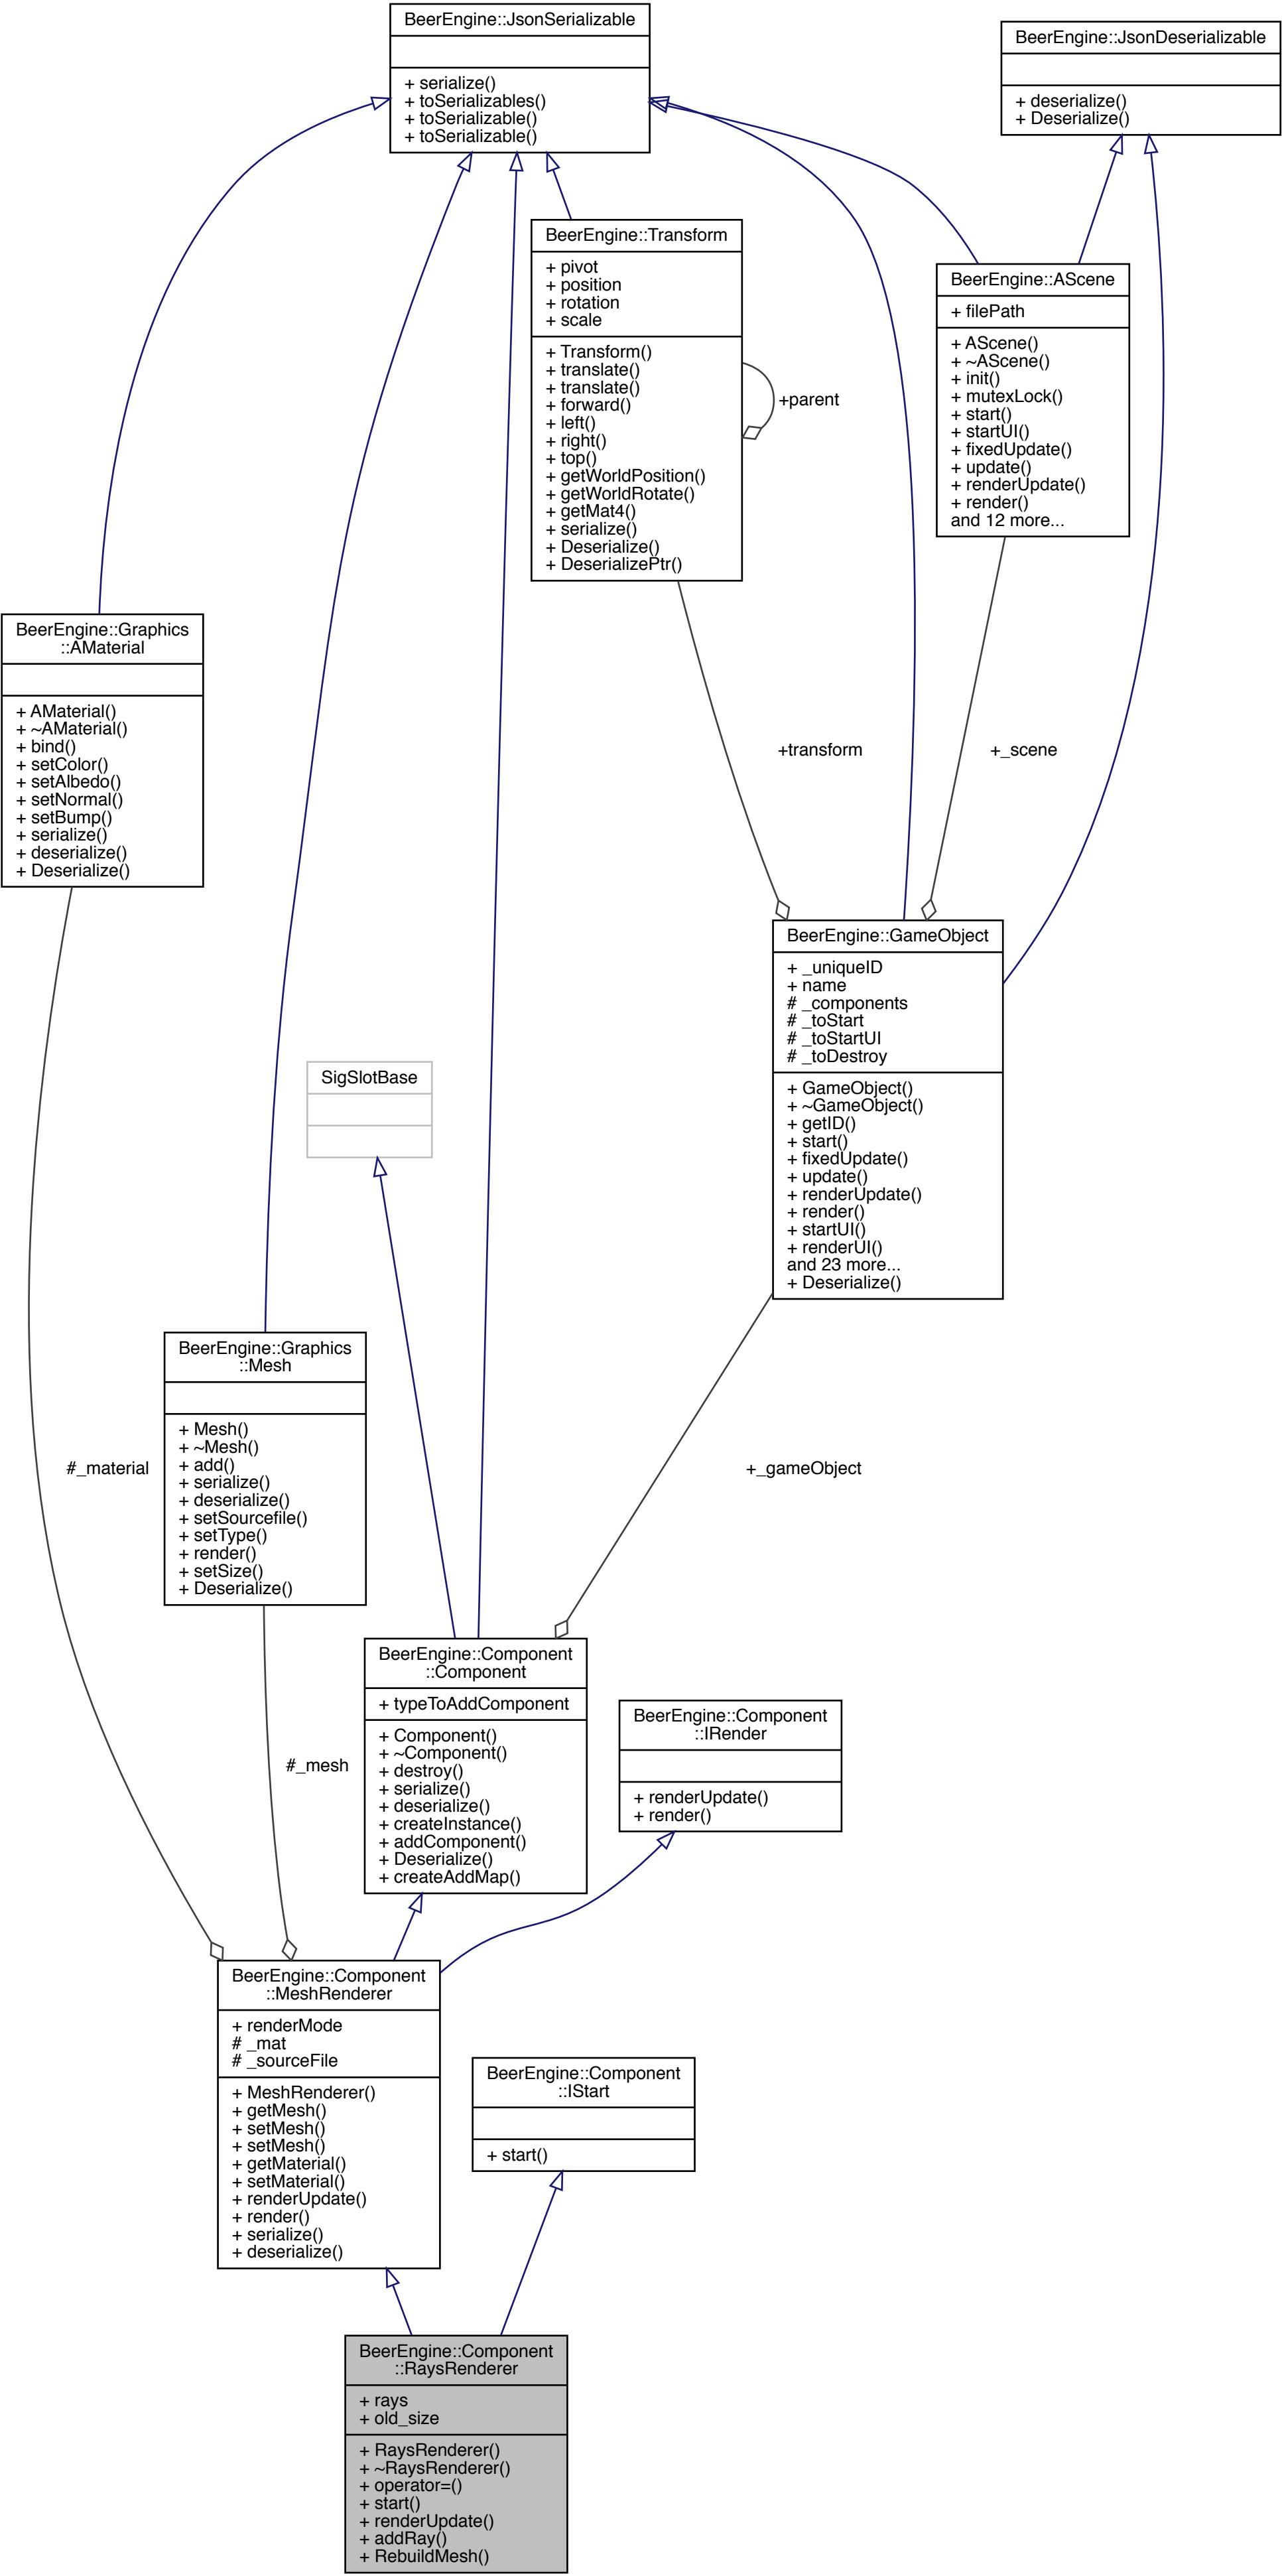 BeerEngine::JsonSerializable
+ serialize()
+ toSerializables()
+ toSerializable()
+ toSerializable()
BeerEngine::JsonDeserializable
+ deserialize()
+ Deserialize()
BeerEngine::Transform
+ pivot
+ position
+ rotation
+ scale
+ Transform()
+ translate()
+ translate()
+ forward()
+ left()
+ right()
+ top()
+ getWorldPosition()
+ getWorldRotate()
+ getMat4()
+ serialize()
+ Deserialize()
+ DeserializePtr()
+parent
BeerEngine::AScene
+ filePath
+ AScene()
+ ~AScene()
+ init()
+ mutexLock()
+ start()
+ startUI()
+ fixedUpdate()
+ update()
+ renderUpdate()
+ render()
and 12 more...
BeerEngine::Graphics
::AMaterial
+ AMaterial()
+ ~AMaterial()
+ bind()
+ setColor()
+ setAlbedo()
+ setNormal()
+ setBump()
+ serialize()
+ deserialize()
+ Deserialize()
+transform
+_scene
BeerEngine::GameObject
+ _uniqueID
+ name
# _components
# _toStart
# _toStartUI
# _toDestroy
+ GameObject()
+ ~GameObject()
+ getID()
+ start()
+ fixedUpdate()
+ update()
+ renderUpdate()
+ render()
+ startUI()
+ renderUI()
and 23 more...
+ Deserialize()
SigSlotBase
BeerEngine::Graphics
::Mesh
+ Mesh()
+ ~Mesh()
+ add()
+ serialize()
+ deserialize()
+ setSourcefile()
+ setType()
+ render()
+ setSize()
+ Deserialize()
#_material
+_gameObject
BeerEngine::Component
::Component
+ typeToAddComponent
+ Component()
+ ~Component()
+ destroy()
+ serialize()
+ deserialize()
+ createInstance()
+ addComponent()
+ Deserialize()
+ createAddMap()
#_mesh
BeerEngine::Component
::IRender
+ renderUpdate()
+ render()
BeerEngine::Component
::MeshRenderer
+ renderMode
# _mat
# _sourceFile
+ MeshRenderer()
+ getMesh()
+ setMesh()
+ setMesh()
+ getMaterial()
+ setMaterial()
+ renderUpdate()
+ render()
+ serialize()
+ deserialize()
BeerEngine::Component
::IStart
+ start()
BeerEngine::Component
::RaysRenderer
+ rays
+ old_size
+ RaysRenderer()
+ ~RaysRenderer()
+ operator=()
+ start()
+ renderUpdate()
+ addRay()
+ RebuildMesh()